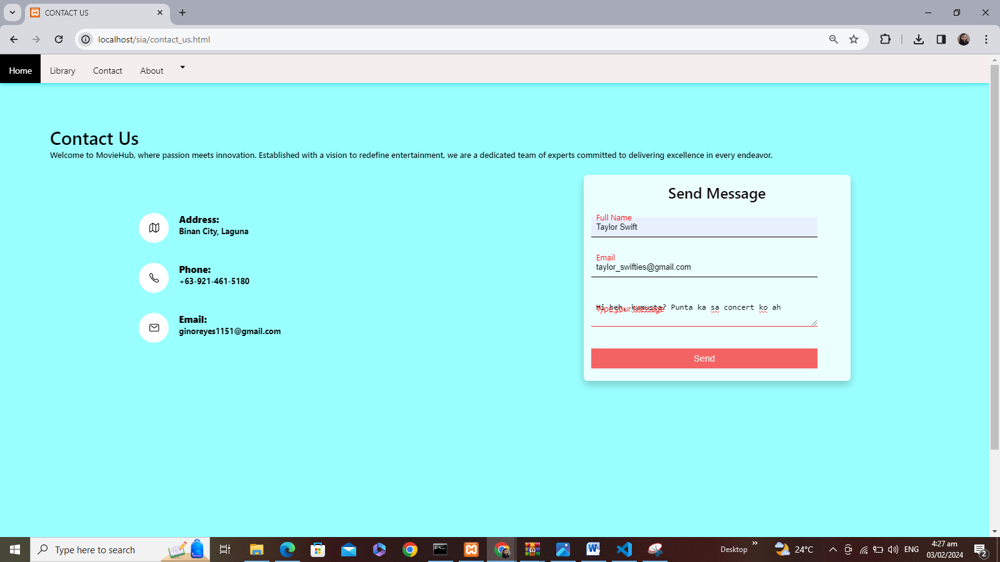 CONTACT US
localhost/sia/contact_us.html
Home Library Contact About
Contact Us
Welcome to MovieHub, where passion meets innovation. Established with a vision to redefine entertainment, we are a dedicated team of experts committed to delivering excellence in every endeavor.
Address:
Binan City, Laguna
Phone:
+63-921-461-5180
Email:
ginoreyes1151@gmail.com
Send Message
Full Name
Taylor Swift
Email
taylor_swifties@gmail.com
Hi beh, kumusta? Punta ka sa concert ko ah
Type your Message
Send
Type here to search
Desktop
24°C
ENG
4:27 am
03/02/2024
2